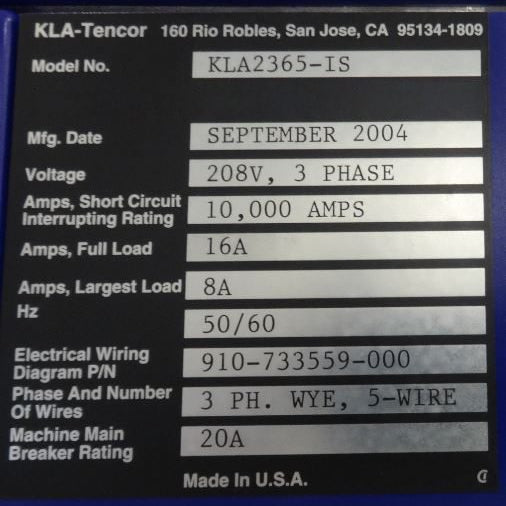 KLA-Tencor 160 Rio Robles, San Jose, CA 95134-1809
Model No. KLA2365-IS
Mfg. Date SEPTEMBER 2004
Voltage 208V, 3 PHASE
Amps, Short Circuit
Interrupting Rating 10,000 AMPS
Amps, Full Load 16A
Amps, Largest Load 8A
Hz 50/60
Electrical Wiring
Diagram P/N 910-733559-000
Phase And Number
Of Wires 3 PH. WYE, 5-WIRE
Machine Main
Breaker Rating 20A
Made In U.S.A.